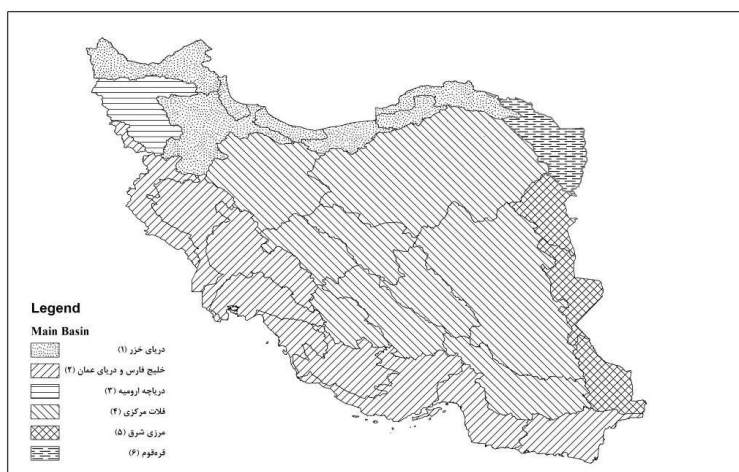 Legend
Main Basin
دریای خزر (۱)
خلیج فارس و دریای عمان (۲)
دریاچه ارومیه (۳)
فلات مرکزی (۴)
مرزی شرق (۵)
قره‌قوم (۶)